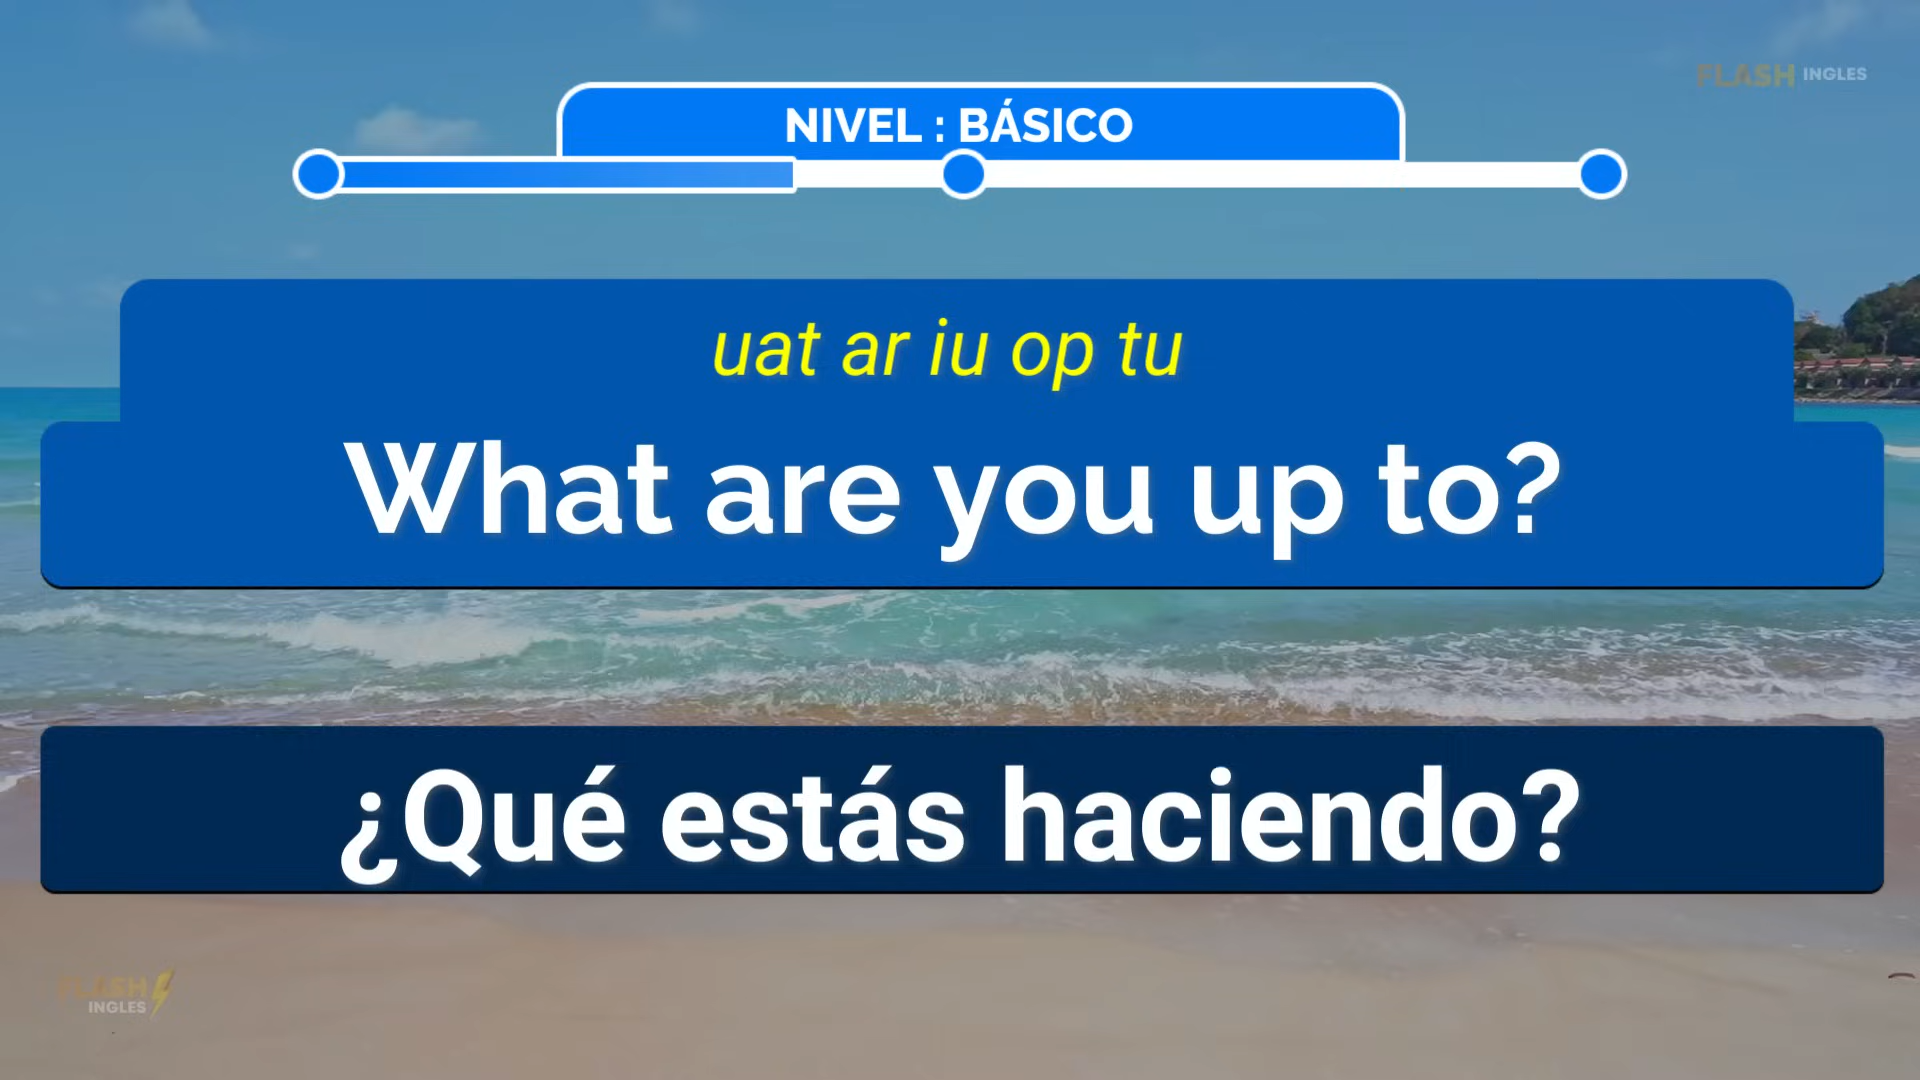 FLASH INGLES
NIVEL : BÁSICO
uat ar iu op tu
What are you up to?
¿Qué estás haciendo?
FLASH
INGLES